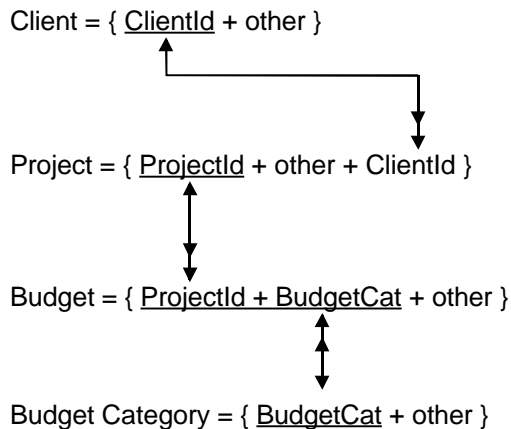 Client = { ClientId + other }
Project = { ProjectId + other + ClientId }
Budget = { ProjectId + BudgetCat + other }
Budget Category = { BudgetCat + other }